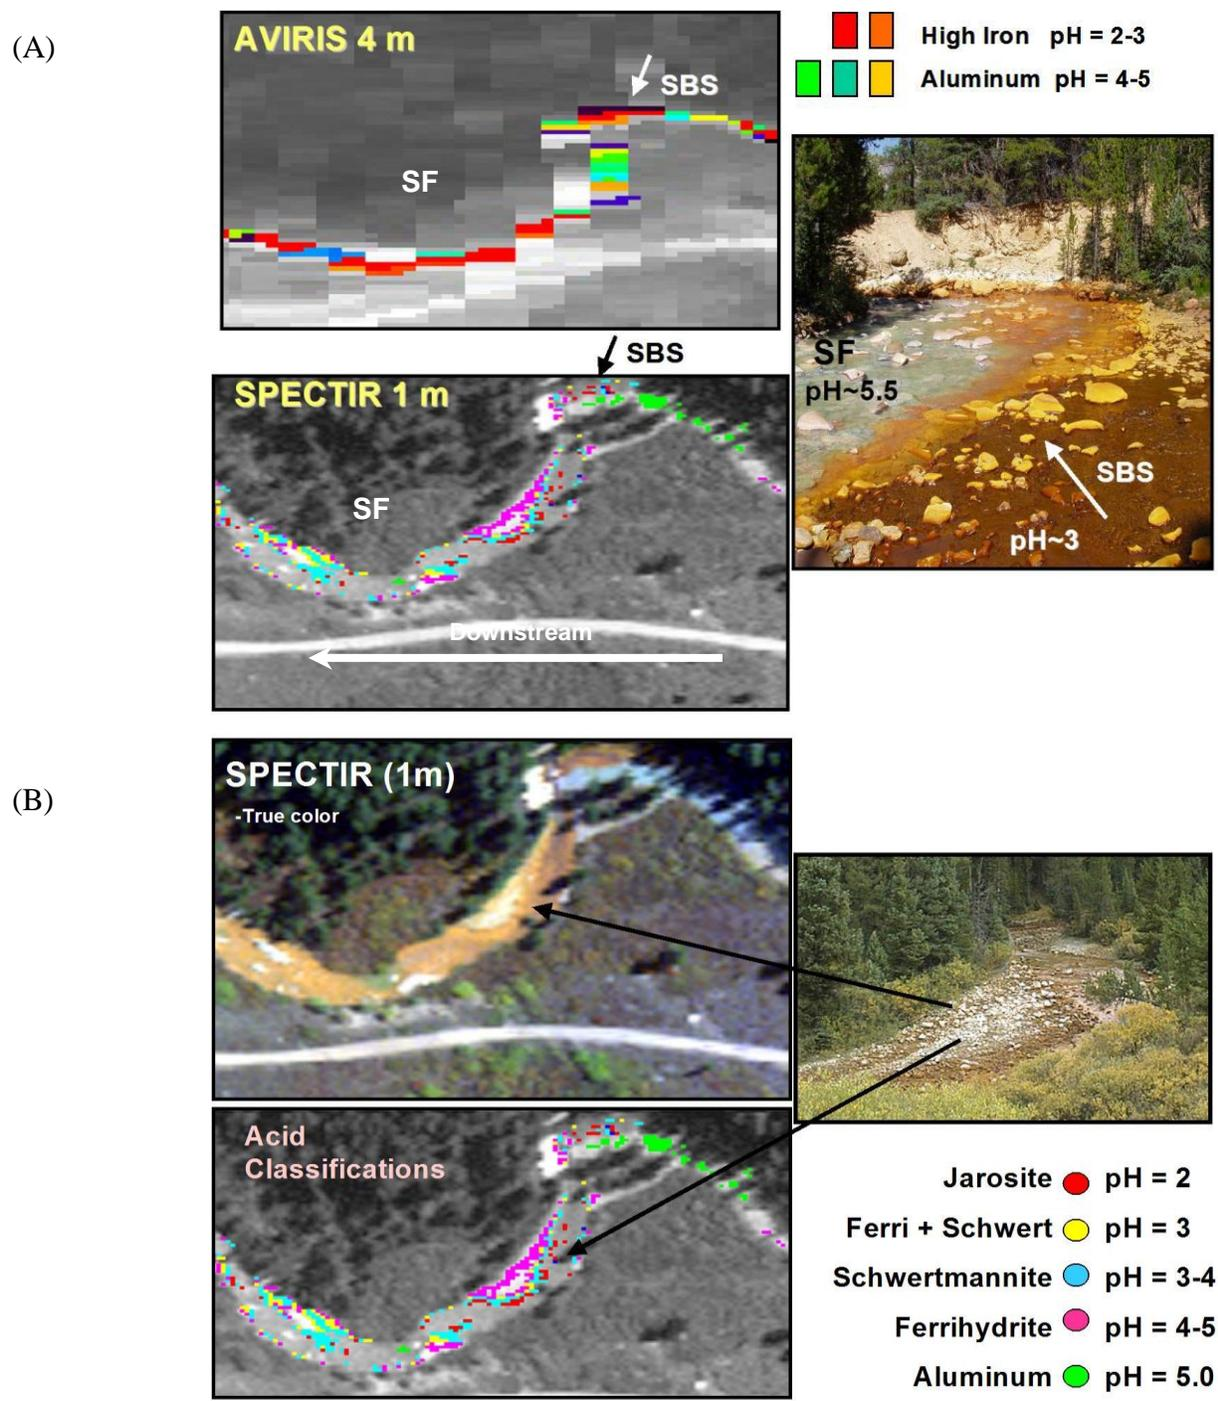 (A)
AVIRIS 4 m
SBS
SF
High Iron pH = 2-3
Aluminum pH = 4-5
SBS
SPECTIR 1 m
SF
Downstream
SF
pH~5.5
SBS
pH~3
(B)
SPECTIR (1m)
-True color
Acid
Classifications
Jarosite pH = 2
Ferri + Schwert pH = 3
Schwertmannite pH = 3-4
Ferrihydrite pH = 4-5
Aluminum pH = 5.0